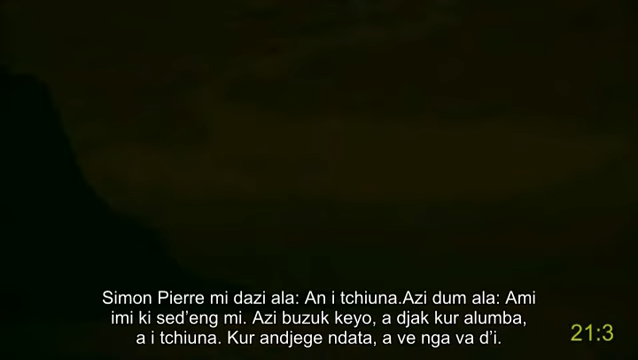 Simon Pierre mi dazi ala: An i tchiuna.Azi dum ala: Ami
imi ki sed'eng mi. Azi buzuk keyo, a djak kur alumba,
a i tchiuna. Kur andjege ndata, a ve nga va d'i.
21:3